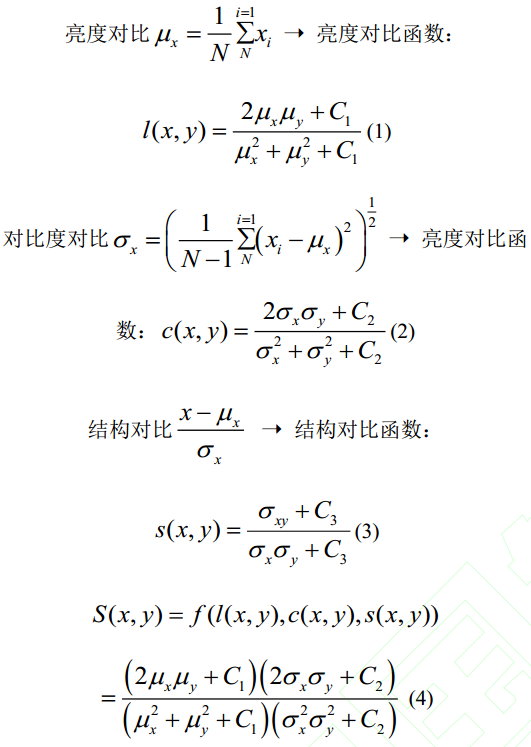 亮度对比 $\mu_x = \frac{1}{N}\sum_{N}^{i=1} x_i$ → 亮度对比函数：
$l(x, y) = \frac{2\mu_x\mu_y + C_1}{\mu_x^2 + \mu_y^2 + C_1}$ (1)
对比度对比 $\sigma_x = \left(\frac{1}{N-1}\sum_{N}^{i=1}(x_i - \mu_x)^2\right)^{\frac{1}{2}}$ → 亮度对比函
数：$c(x, y) = \frac{2\sigma_x\sigma_y + C_2}{\sigma_x^2 + \sigma_y^2 + C_2}$ (2)
结构对比 $\frac{x - \mu_x}{\sigma_x}$ → 结构对比函数：
$s(x, y) = \frac{\sigma_{xy} + C_3}{\sigma_x\sigma_y + C_3}$ (3)
$S(x, y) = f(l(x, y), c(x, y), s(x, y))$
$= \frac{(2\mu_x\mu_y + C_1)(2\sigma_x\sigma_y + C_2)}{(\mu_x^2 + \mu_y^2 + C_1)(\sigma_x^2\sigma_y^2 + C_2)}$ (4)